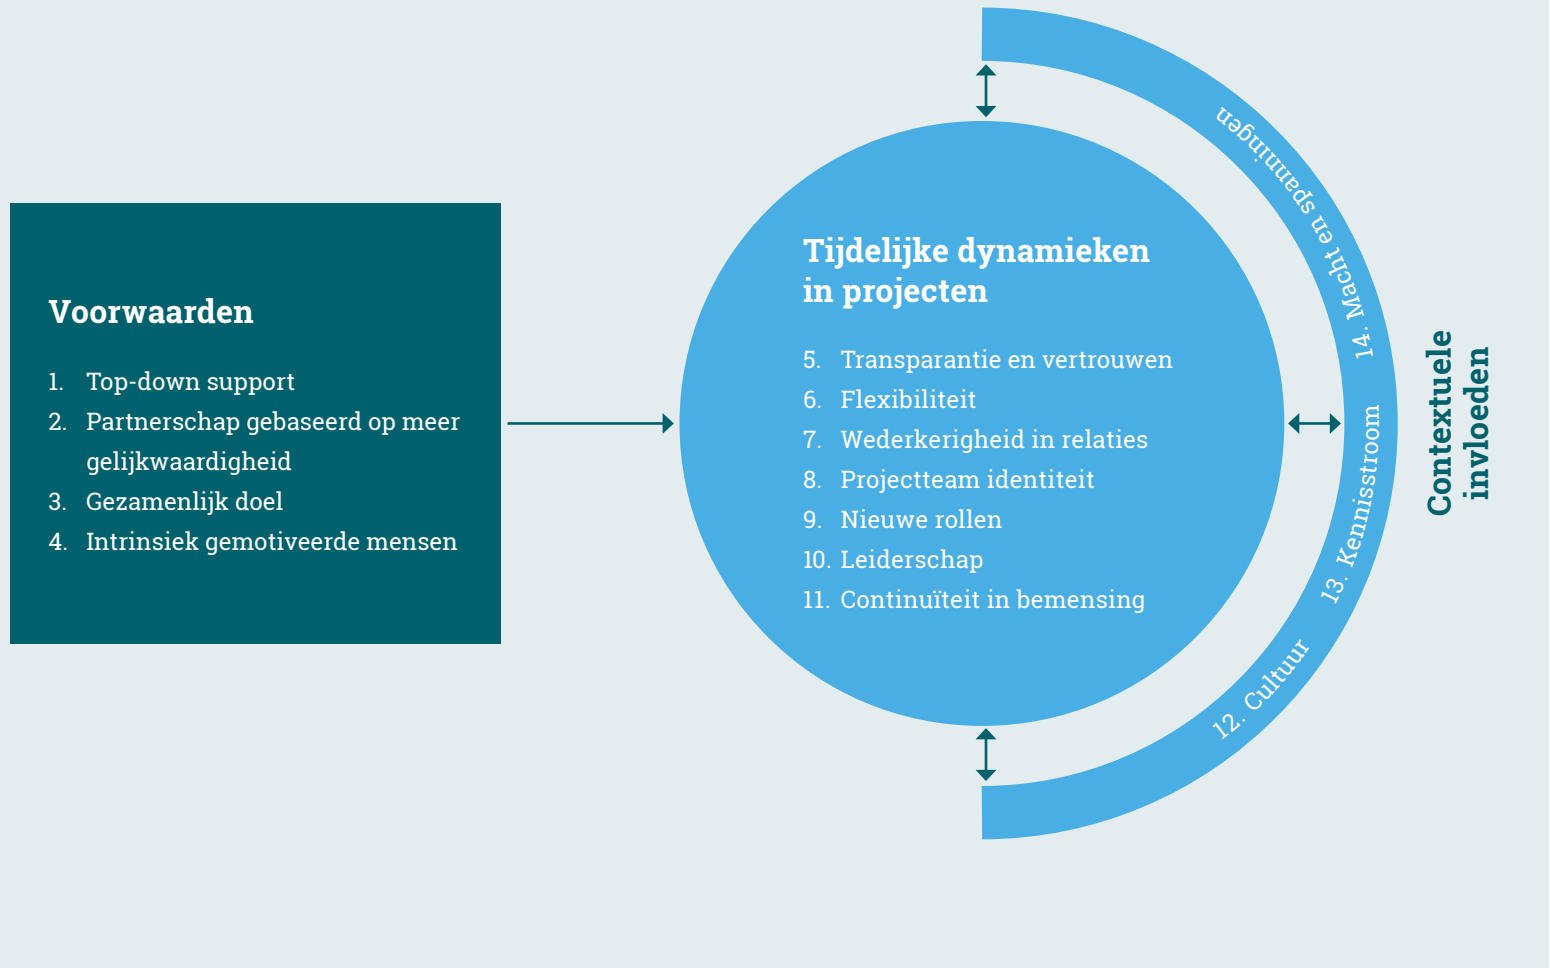 Voorwaarden
1. Top-down support
2. Partnerschap gebaseerd op meer
gelijkwaardigheid
3. Gezamenlijk doel
4. Intrinsiek gemotiveerde mensen
Tijdelijke dynamieken
in projecten
5. Transparantie en vertrouwen
6. Flexibiliteit
7. Wederkerigheid in relaties
8. Projectteam identiteit
9. Nieuwe rollen
10. Leiderschap
11. Continuïteit in bemensing
12. Cultuur
13. Kennisstroom
14. Macht en spanningen
Contextuele
invloeden